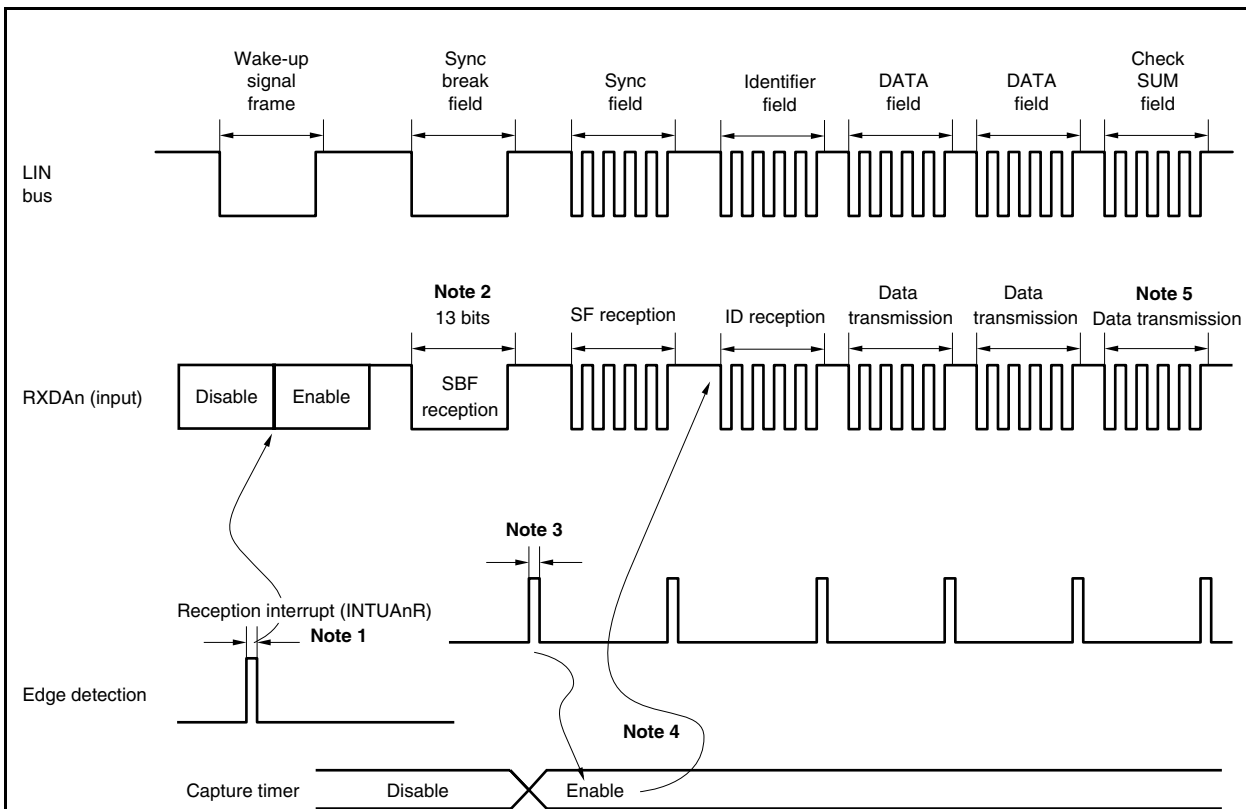 Wake-up
signal
frame
Sync
break
field
Sync
field
Identifier
field
DATA
field
DATA
field
Check
SUM
field
LIN
bus
Note 2
13 bits
SF reception
ID reception
Data
transmission
Data
transmission
Note 5
Data transmission
RXDAn (input)
Disable
Enable
SBF
reception
Note 3
Reception interrupt (INTUAnR)
Note 1
Edge detection
Note 4
Capture timer
Disable
Enable